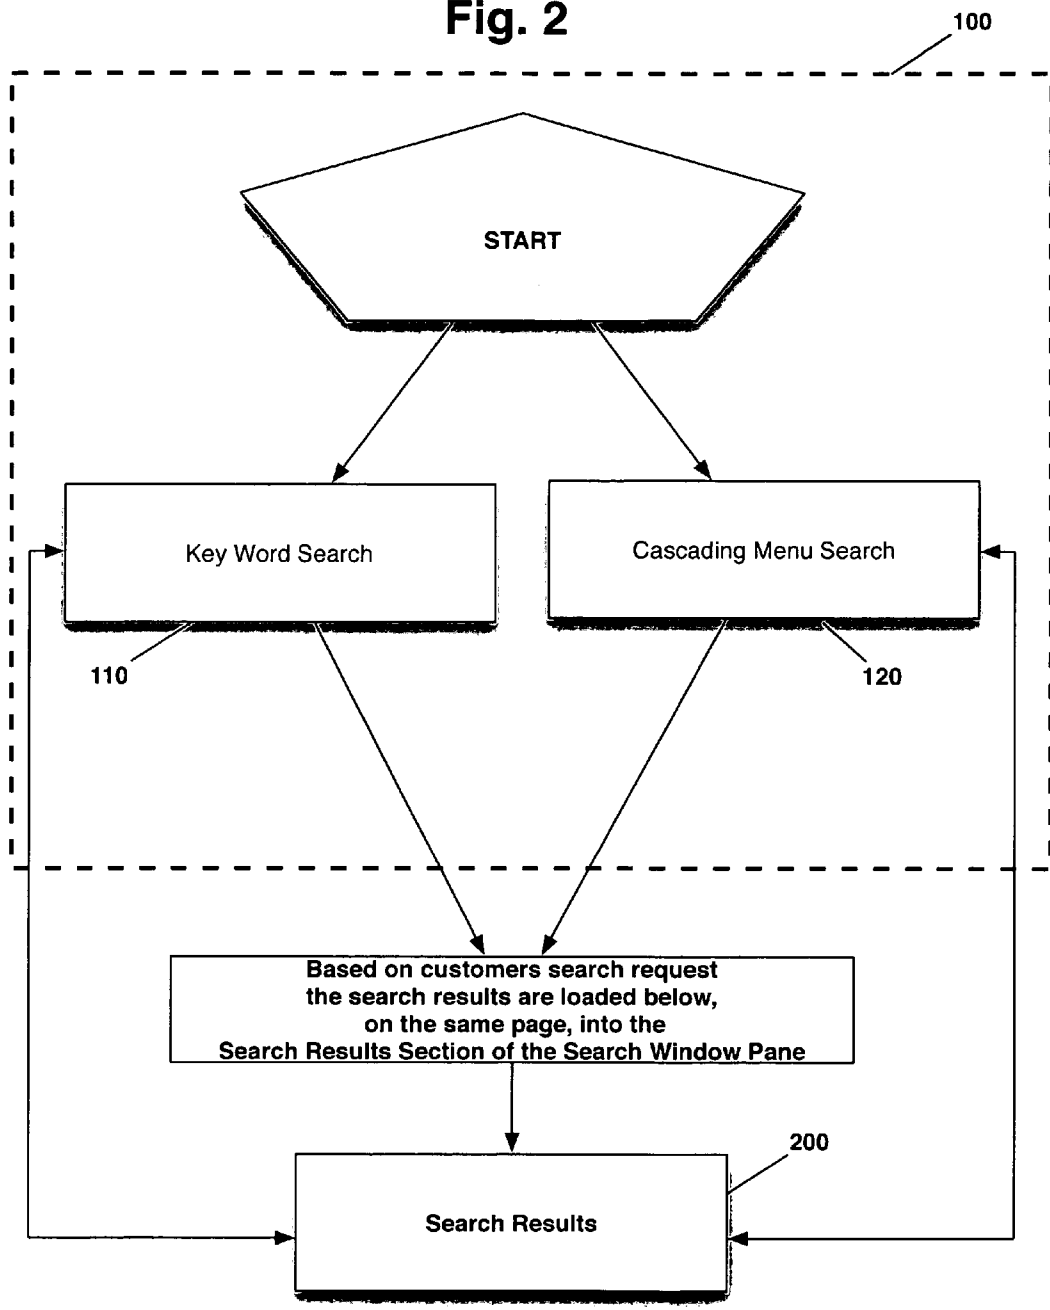 Fig. 2
100
START
Key Word Search
Cascading Menu Search
110
120
Based on customers search request
the search results are loaded below,
on the same page, into the
Search Results Section of the Search Window Pane
200
Search Results